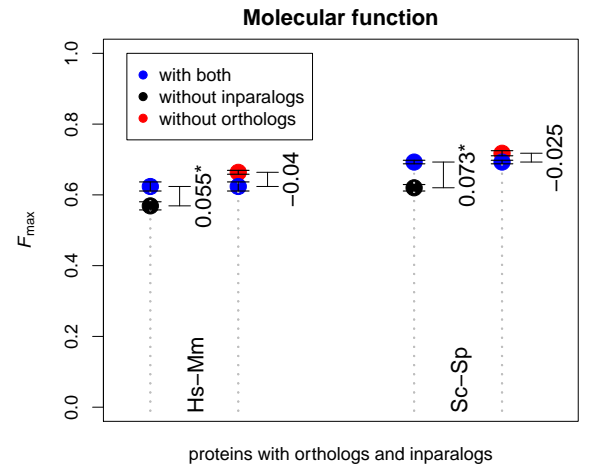 Molecular function
with both
without inparalogs
without orthologs
Fmax
1.0
0.8
0.6
0.4
0.2
0.0
0.055*
−0.04
0.073*
−0.025
Hs−Mm
Sc−Sp
proteins with orthologs and inparalogs